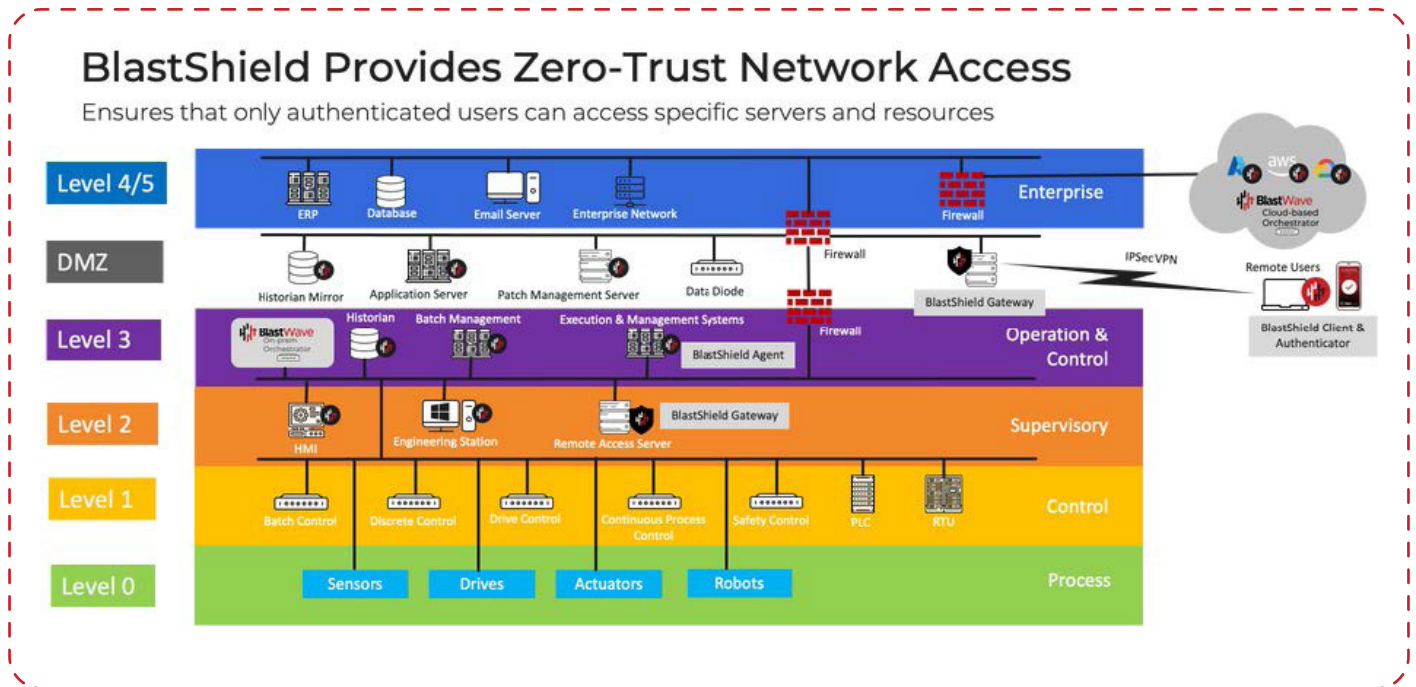 BlastShield Provides Zero-Trust Network Access
Ensures that only authenticated users can access specific servers and resources
Level 4/5
ERP
Database
Email Server
Enterprise Network
Firewall
Enterprise
aws
BlastWave
Cloud-based
Orchestrator
DMZ
Historian Mirror
Application Server
Patch Management Server
Data Diode
Firewall
BlastShield Gateway
IPSecVPN
Remote Users
BlastShield Client &
Authenticator
Level 3
BlastWave
On-prem
Orchestrator
Historian
Batch Management
Execution & Management Systems
BlastShield Agent
Firewall
Operation &
Control
Level 2
HMI
Engineering Station
Remote Access Server
BlastShield Gateway
Supervisory
Level 1
Batch Control
Discrete Control
Drive Control
Continuous Process
Control
Safety Control
PLC
RTU
Control
Level 0
Sensors
Drives
Actuators
Robots
Process